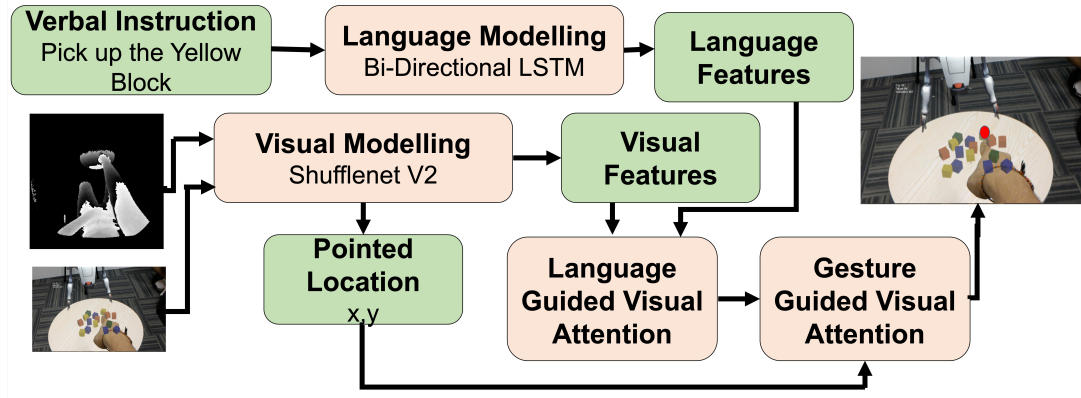 Verbal Instruction
Pick up the Yellow
Block
Language Modelling
Bi-Directional LSTM
Language
Features
Visual Modelling
Shufflenet V2
Visual
Features
Pointed
Location
x,y
Language
Guided Visual
Attention
Gesture
Guided Visual
Attention